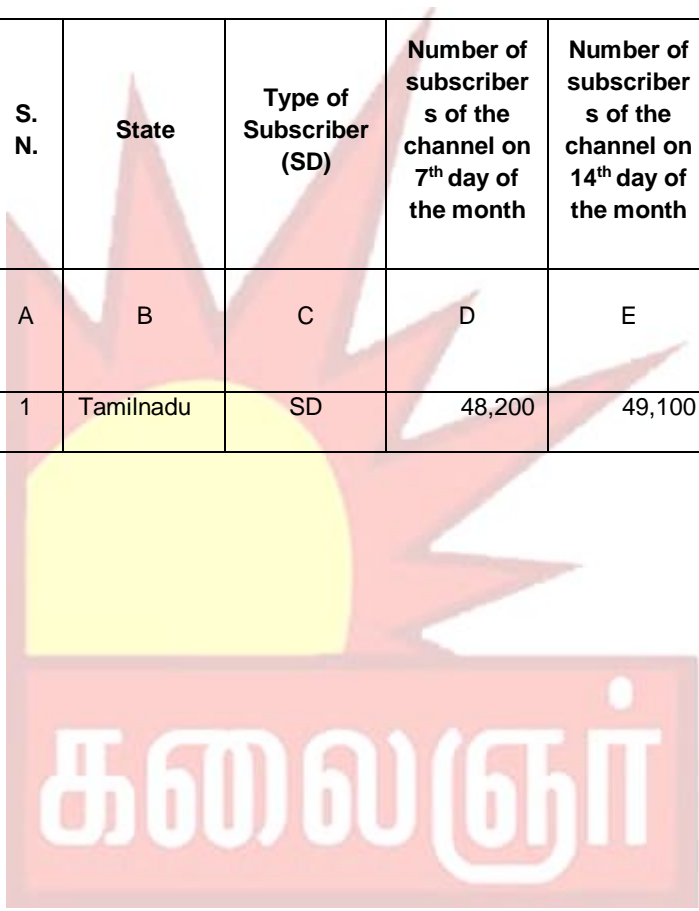 S. N.
State
Type of Subscriber (SD)
Number of subscriber s of the channel on 7th day of the month
Number of subscriber s of the channel on 14th day of the month
A B C D E
1 Tamilnadu SD 48,200 49,100
கலைஞர்